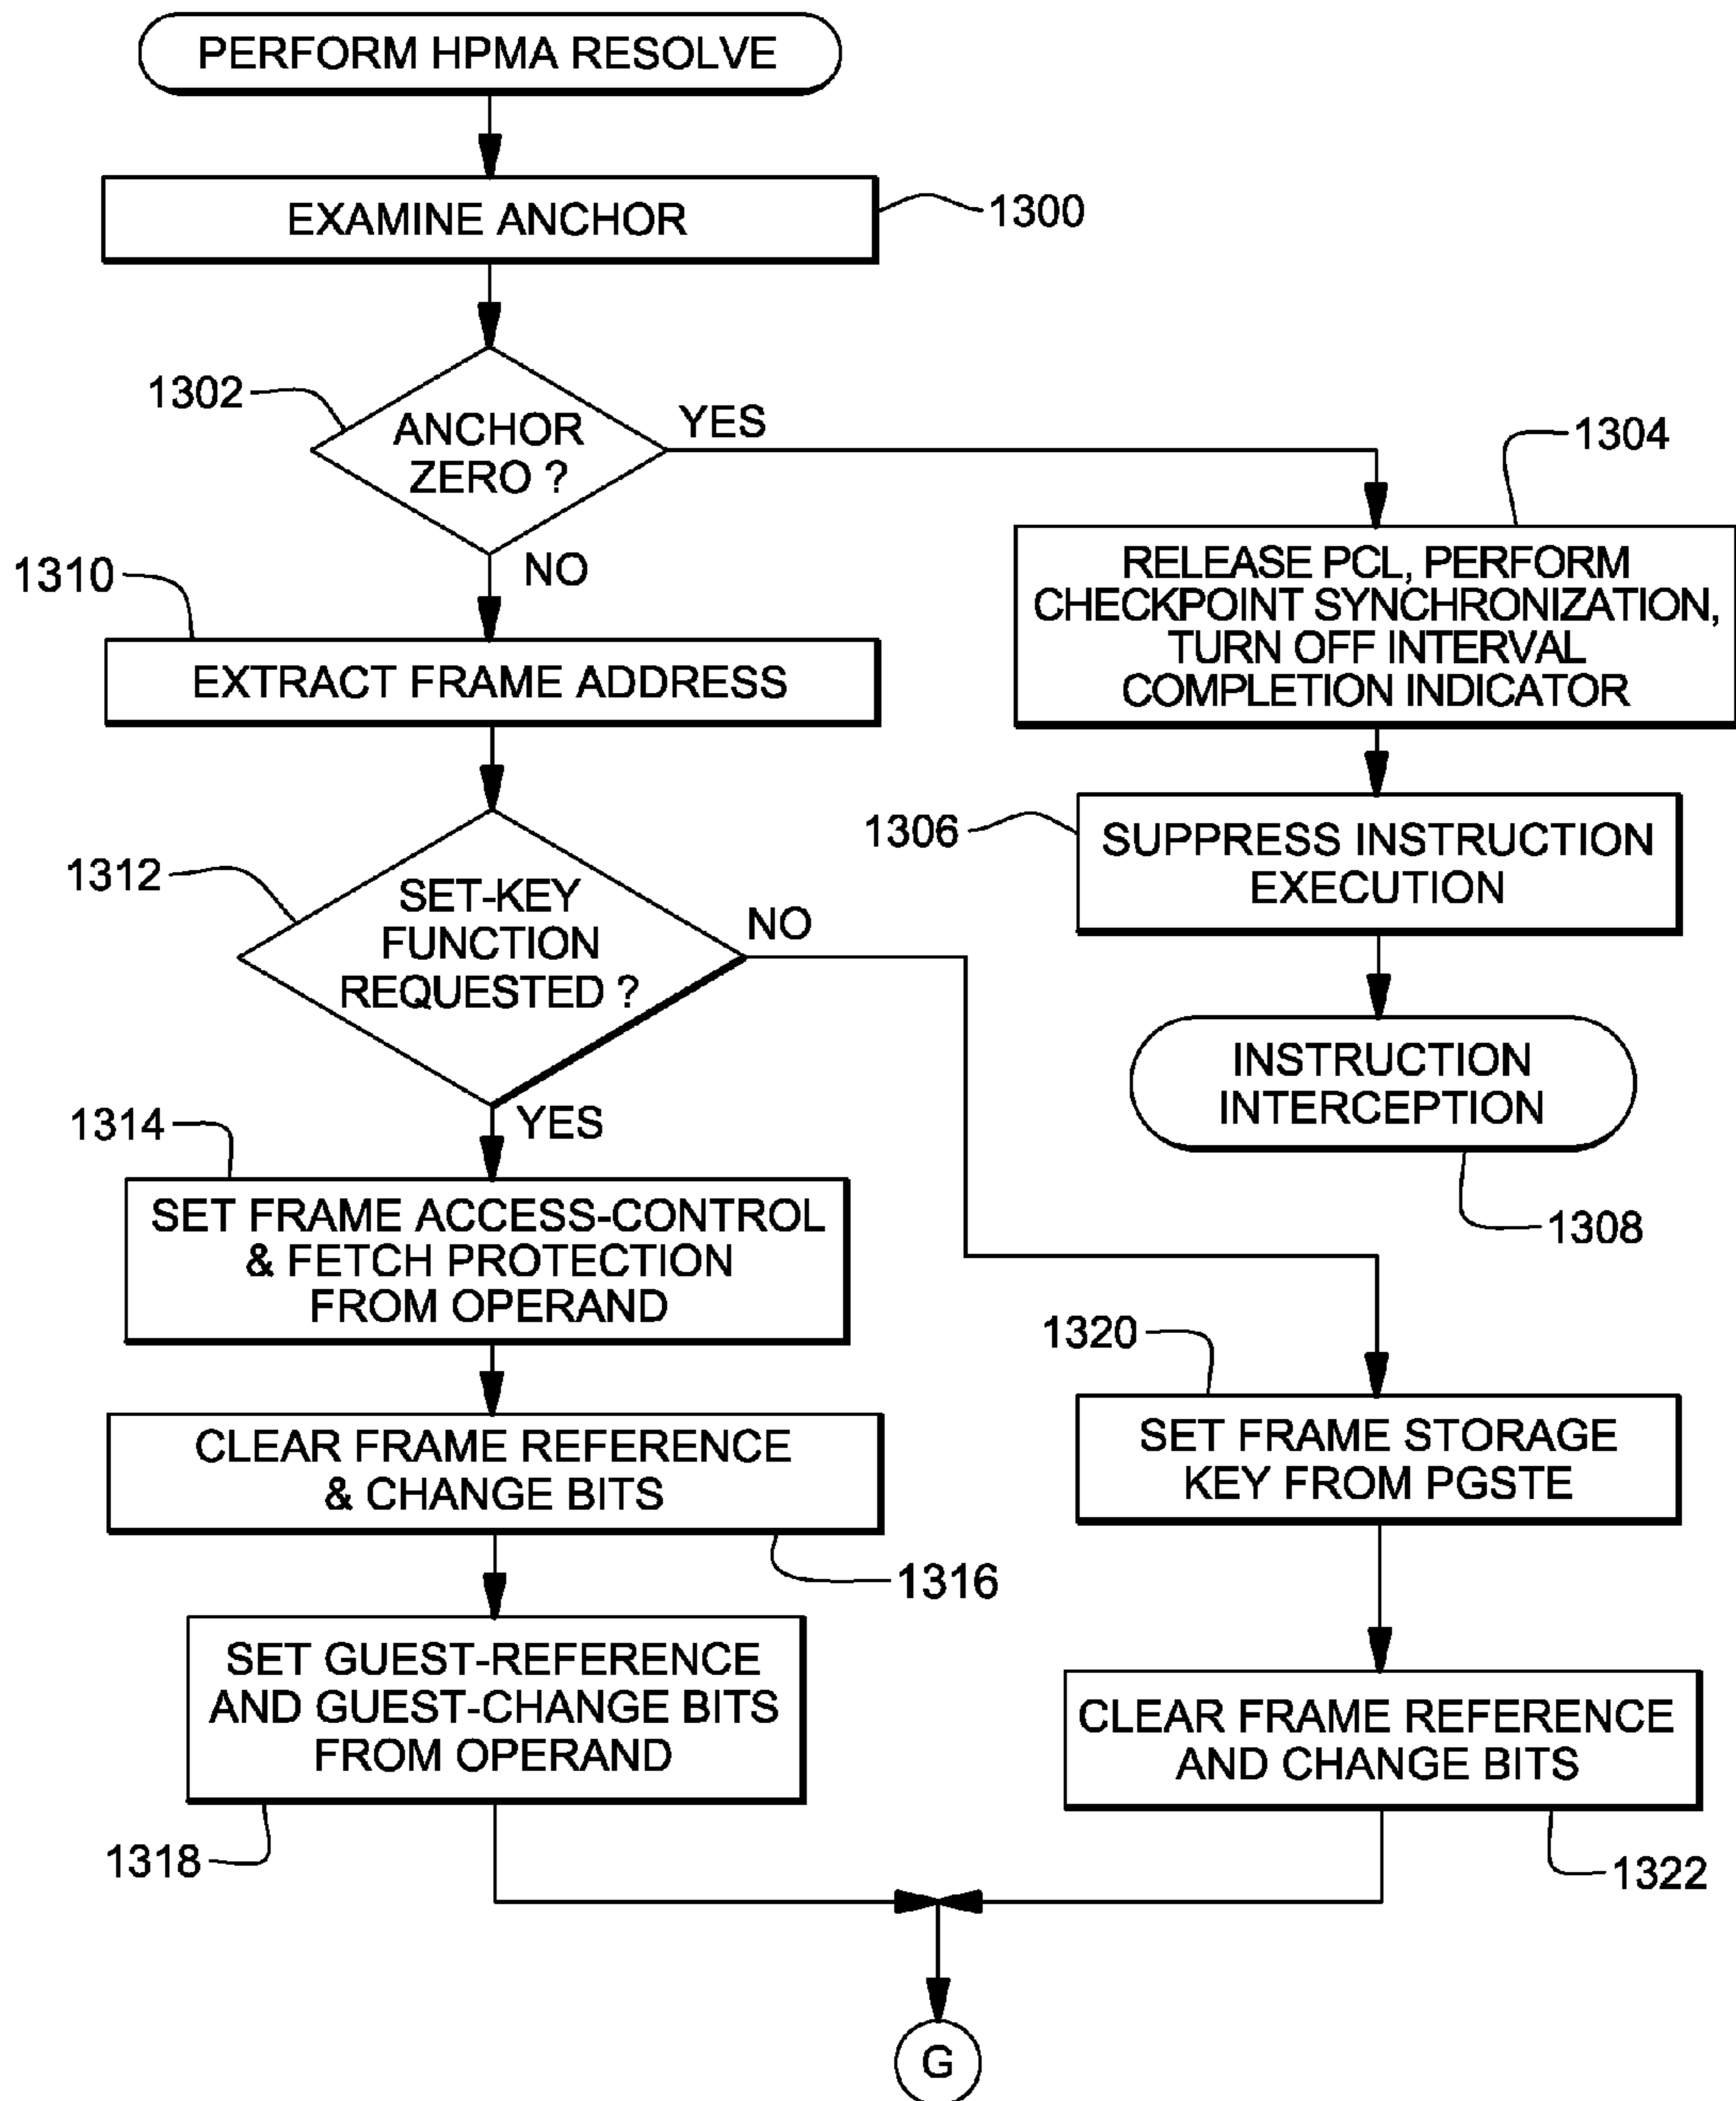 PERFORM HPMA RESOLVE
EXAMINE ANCHOR
1300
1302
ANCHOR
ZERO ?
YES
NO
1304
RELEASE PCL, PERFORM
CHECKPOINT SYNCHRONIZATION,
TURN OFF INTERVAL
COMPLETION INDICATOR
1306
SUPPRESS INSTRUCTION
EXECUTION
INSTRUCTION
INTERCEPTION
1308
1310
EXTRACT FRAME ADDRESS
1312
SET-KEY
FUNCTION
REQUESTED ?
NO
YES
1314
SET FRAME ACCESS-CONTROL
& FETCH PROTECTION
FROM OPERAND
CLEAR FRAME REFERENCE
& CHANGE BITS
1316
SET GUEST-REFERENCE
AND GUEST-CHANGE BITS
FROM OPERAND
1318
1320
SET FRAME STORAGE
KEY FROM PGSTE
CLEAR FRAME REFERENCE
AND CHANGE BITS
1322
G